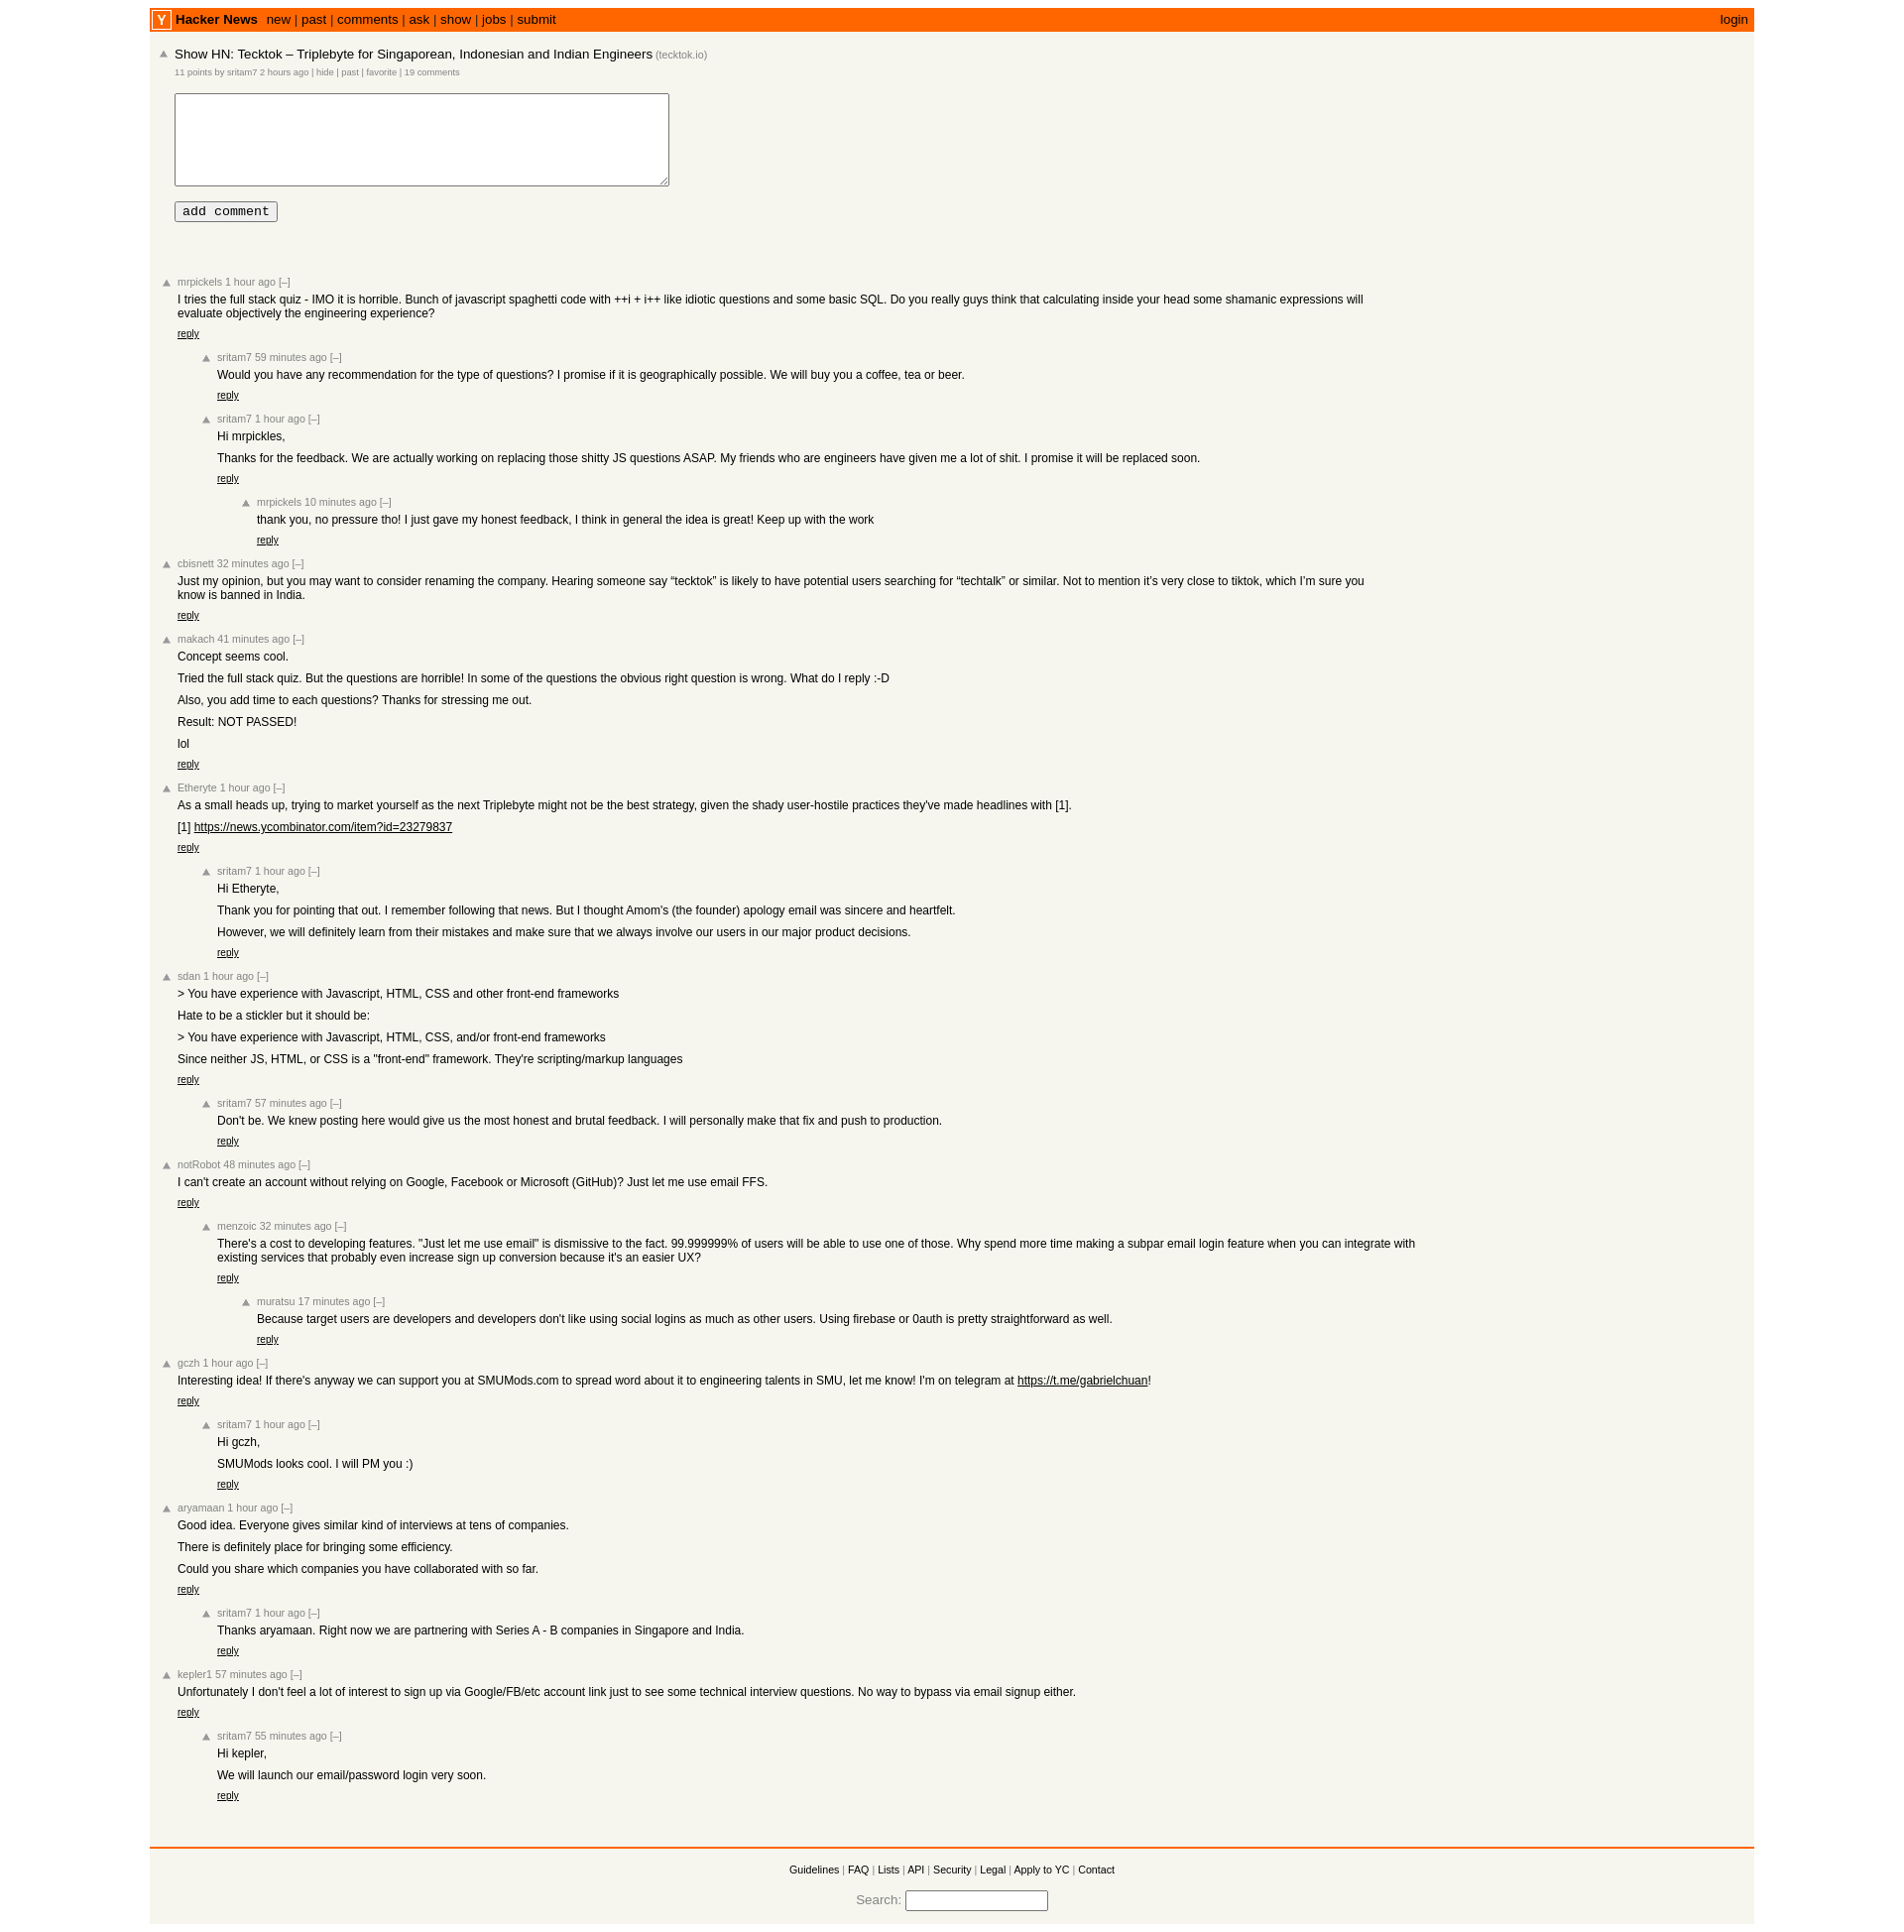 Y Hacker News new | past | comments | ask | show | jobs | submit login
Show HN: Tecktok – Triplebyte for Singaporean, Indonesian and Indian Engineers (tecktok.io)
11 points by sritam7 2 hours ago | hide | past | favorite | 19 comments
add comment
mrpickels 1 hour ago [–]
I tries the full stack quiz - IMO it is horrible. Bunch of javascript spaghetti code with ++i + i++ like idiotic questions and some basic SQL. Do you really guys think that calculating inside your head some shamanic expressions will
evaluate objectively the engineering experience?
reply
sritam7 59 minutes ago [–]
Would you have any recommendation for the type of questions? I promise if it is geographically possible. We will buy you a coffee, tea or beer.
reply
sritam7 1 hour ago [–]
Hi mrpickles,
Thanks for the feedback. We are actually working on replacing those shitty JS questions ASAP. My friends who are engineers have given me a lot of shit. I promise it will be replaced soon.
reply
mrpickels 10 minutes ago [–]
thank you, no pressure tho! I just gave my honest feedback, I think in general the idea is great! Keep up with the work
reply
cbisnett 32 minutes ago [–]
Just my opinion, but you may want to consider renaming the company. Hearing someone say “tecktok” is likely to have potential users searching for “techtalk” or similar. Not to mention it’s very close to tiktok, which I’m sure you
know is banned in India.
reply
makach 41 minutes ago [–]
Concept seems cool.
Tried the full stack quiz. But the questions are horrible! In some of the questions the obvious right question is wrong. What do I reply :-D
Also, you add time to each questions? Thanks for stressing me out.
Result: NOT PASSED!
lol
reply
Etheryte 1 hour ago [–]
As a small heads up, trying to market yourself as the next Triplebyte might not be the best strategy, given the shady user-hostile practices they've made headlines with [1].
[1] https://news.ycombinator.com/item?id=23279837
reply
sritam7 1 hour ago [–]
Hi Etheryte,
Thank you for pointing that out. I remember following that news. But I thought Amom's (the founder) apology email was sincere and heartfelt.
However, we will definitely learn from their mistakes and make sure that we always involve our users in our major product decisions.
reply
sdan 1 hour ago [–]
> You have experience with Javascript, HTML, CSS and other front-end frameworks
Hate to be a stickler but it should be:
> You have experience with Javascript, HTML, CSS, and/or front-end frameworks
Since neither JS, HTML, or CSS is a "front-end" framework. They're scripting/markup languages
reply
sritam7 57 minutes ago [–]
Don't be. We knew posting here would give us the most honest and brutal feedback. I will personally make that fix and push to production.
reply
notRobot 48 minutes ago [–]
I can't create an account without relying on Google, Facebook or Microsoft (GitHub)? Just let me use email FFS.
reply
menzoic 32 minutes ago [–]
There's a cost to developing features. "Just let me use email" is dismissive to the fact. 99.999999% of users will be able to use one of those. Why spend more time making a subpar email login feature when you can integrate with
existing services that probably even increase sign up conversion because it's an easier UX?
reply
muratsu 17 minutes ago [–]
Because target users are developers and developers don't like using social logins as much as other users. Using firebase or 0auth is pretty straightforward as well.
reply
gczh 1 hour ago [–]
Interesting idea! If there's anyway we can support you at SMUMods.com to spread word about it to engineering talents in SMU, let me know! I'm on telegram at https://t.me/gabrielchuan!
reply
sritam7 1 hour ago [–]
Hi gczh,
SMUMods looks cool. I will PM you :)
reply
aryamaan 1 hour ago [–]
Good idea. Everyone gives similar kind of interviews at tens of companies.
There is definitely place for bringing some efficiency.
Could you share which companies you have collaborated with so far.
reply
sritam7 1 hour ago [–]
Thanks aryamaan. Right now we are partnering with Series A - B companies in Singapore and India.
reply
kepler1 57 minutes ago [–]
Unfortunately I don't feel a lot of interest to sign up via Google/FB/etc account link just to see some technical interview questions. No way to bypass via email signup either.
reply
sritam7 55 minutes ago [–]
Hi kepler,
We will launch our email/password login very soon.
reply
Guidelines | FAQ | Lists | API | Security | Legal | Apply to YC | Contact
Search: